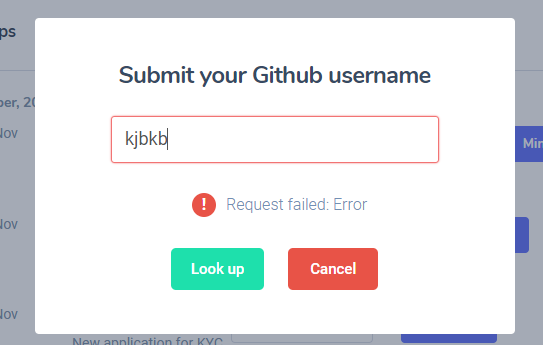 ps
Submit your Github username
ber, 20
kjbkb
Nov
Min
! Request failed: Error
Nov
Look up
Cancel
Nov
New application for KYC